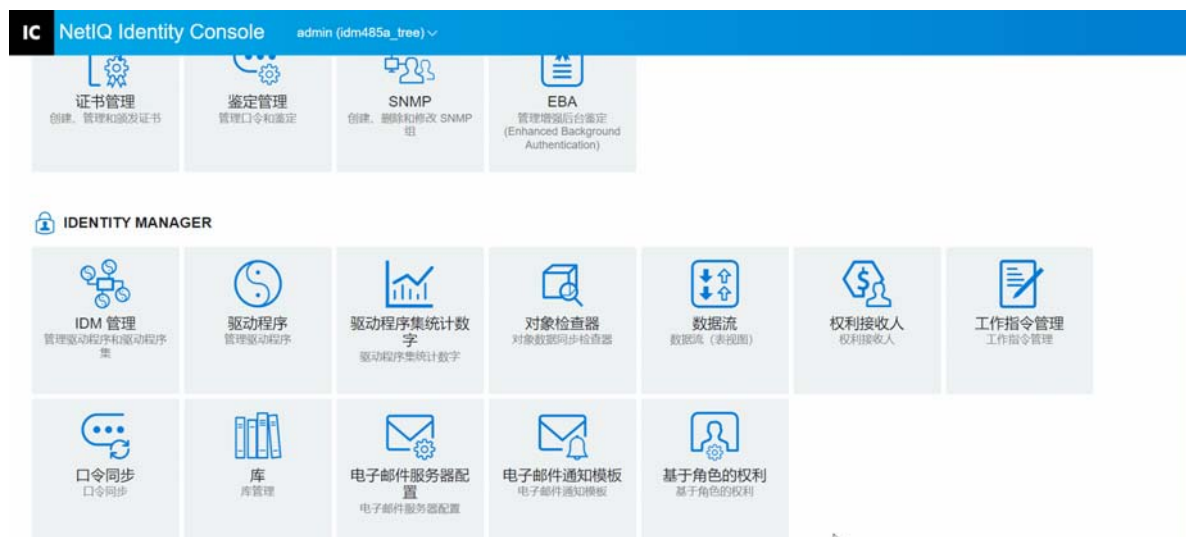 IC NetIQ Identity Console admin (idm485a_tree)
证书管理
创建、管理和颁发证书
鉴定管理
管理口令和鉴定
SNMP
创建、删除和修改 SNMP
组
EBA
管理增强后台鉴定
(Enhanced Background
Authentication)
IDENTITY MANAGER
IDM 管理
管理驱动程序和驱动程序
集
驱动程序
管理驱动程序
驱动程序集统计数
字
驱动程序集统计数字
对象检查器
对象数据同步检查器
数据流
数据流（表视图）
权利接收人
权利接收人
工作指令管理
工作指令管理
口令同步
口令同步
库
库管理
电子邮件服务器配
置
电子邮件服务器配置
电子邮件通知模板
电子邮件通知模板
基于角色的权利
基于角色的权利